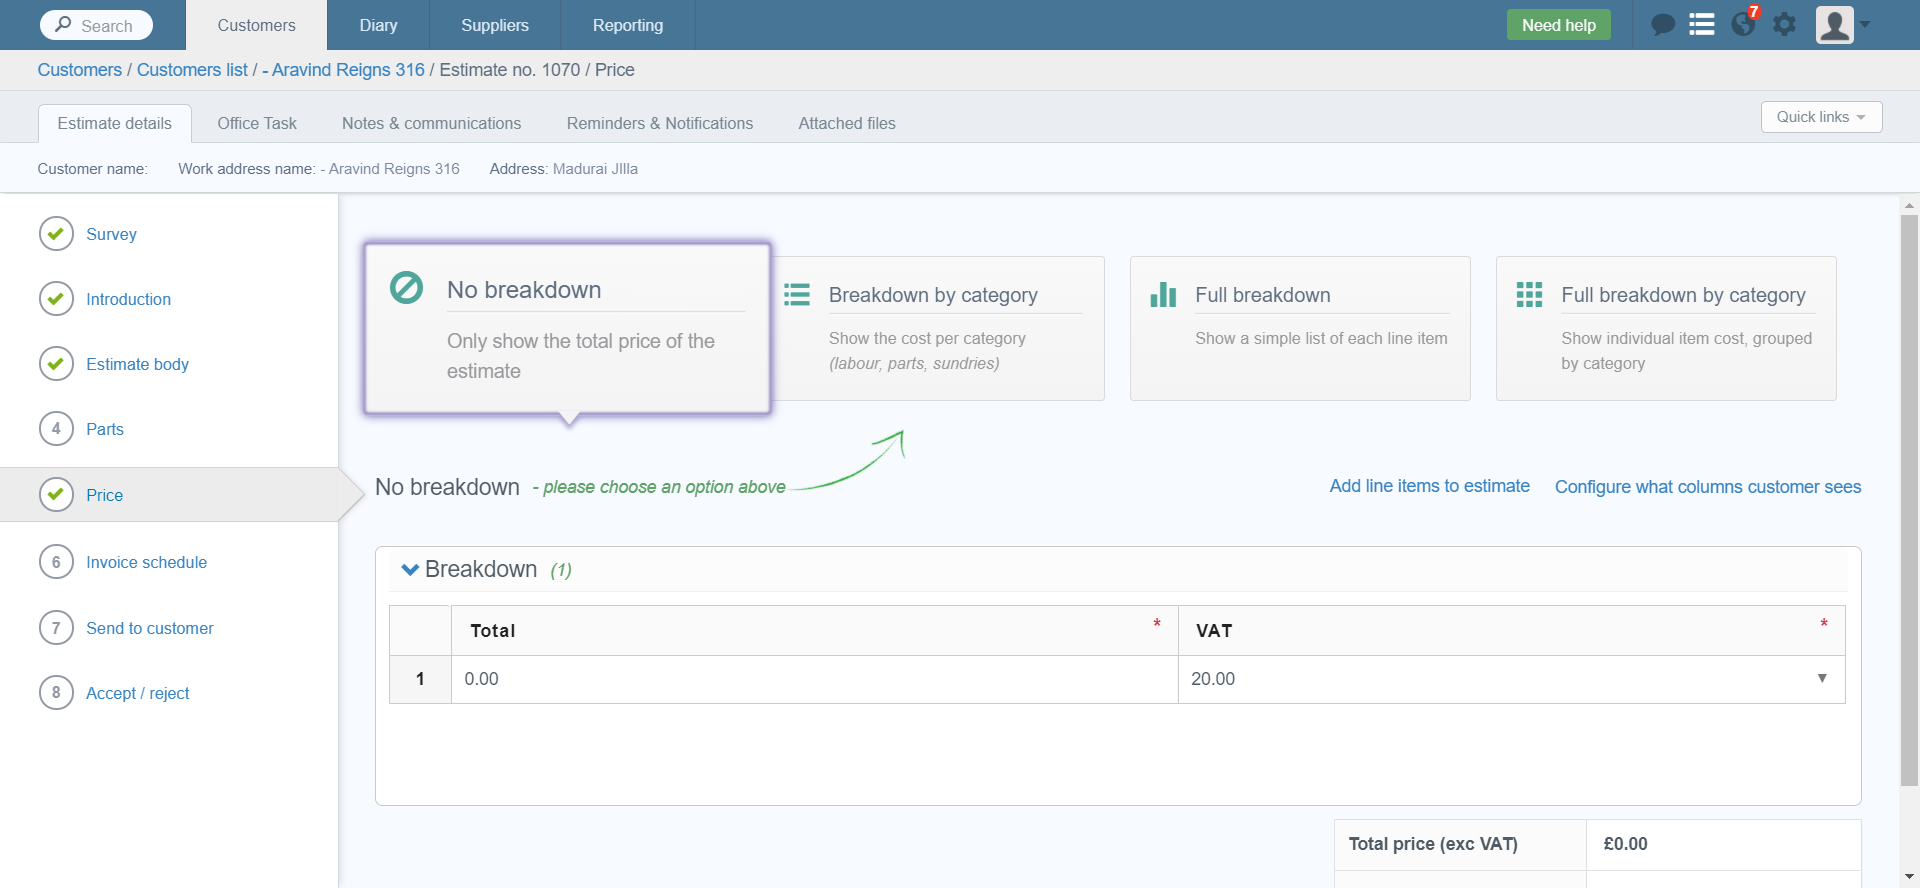 Search
Customers
Diary
Suppliers
Reporting
Need help
7
Customers / Customers list / - Aravind Reigns 316 / Estimate no. 1070 / Price
Estimate details
Office Task
Notes & communications
Reminders & Notifications
Attached files
Quick links
Customer name:
Work address name: - Aravind Reigns 316
Address: Madurai JIlla
Survey
Introduction
Estimate body
4 Parts
Price
6 Invoice schedule
7 Send to customer
8 Accept / reject
No breakdown
Only show the total price of the
estimate
Breakdown by category
Show the cost per category
(labour, parts, sundries)
Full breakdown
Show a simple list of each line item
Full breakdown by category
Show individual item cost, grouped
by category
No breakdown - please choose an option above
Add line items to estimate
Configure what columns customer sees
Breakdown (1)
Total *
VAT *
1 0.00 20.00
Total price (exc VAT) £0.00